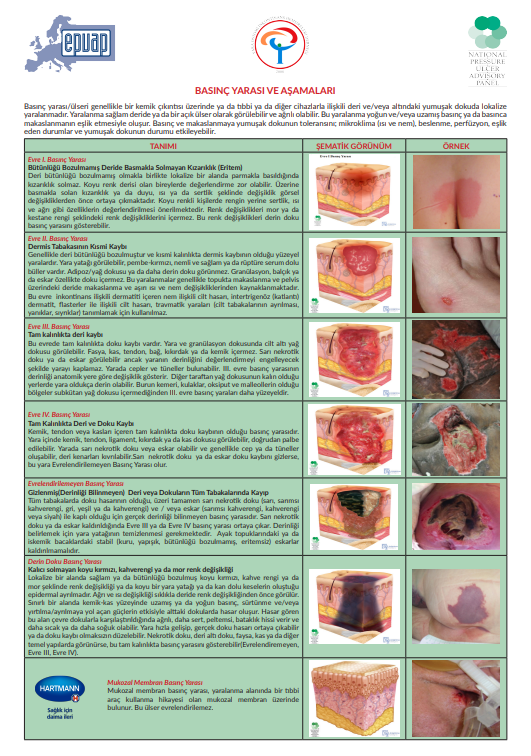 epuap
NATIONAL
PRESSURE
ULCER
ADVISORY
PANEL
BASINÇ YARASI VE AŞAMALARI
Basınç yarası/ülseri genellikle bir kemik çıkıntısı üzerinde ya da tıbbi ya da diğer cihazlarla ilişkili deri ve/veya altındaki yumuşak dokuda lokalize
yaralanmadır. Yaralanma sağlam deride ya da bir açık ülser olarak görülebilir ve ağrılı olabilir. Bu yaralanma yoğun ve/veya uzamış basınç ya da basınca
makaslanmanın eşlik etmesiyle oluşur. Basınç ve makaslanmaya yumuşak dokunun toleransını; mikroklima (ısı ve nem), beslenme, perfüzyon, eşlik
eden durumlar ve yumuşak dokunun durumu etkileyebilir.
TANIMI
ŞEMATİK GÖRÜNÜM
ÖRNEK
Evre I. Basınç Yarası
Bütünlüğü Bozulmamış Deride Basmakla Solmayan Kızarıklık (Eritem)
Deri bütünlüğü bozulmamış olmakla birlikte lokalize bir alanda parmakla basıldığında
kızarıklık solmaz. Koyu renk derisi olan bireylerde değerlendirme zor olabilir. Üzerine
basmakla solan kızarıklık ya da duyu, ısı ya da sertlik şeklinde değişiklik görsel
değişikliklerden önce ortaya çıkmaktadır. Koyu renkli kişilerde rengin yerine sertlik, ısı
ve ağrı gibi özelliklerin değerlendirilmesi önerilmektedir. Renk değişiklikleri mor ya da
kestane rengi şeklindeki renk değişikliklerini içermez. Bu renk değişiklikleri derin doku
basınç yarasını gösterebilir.
Evre II. Basınç Yarası
Dermis Tabakasının Kısmi Kaybı
Genellikle deri bütünlüğü bozulmuştur ve kısmi kalınlıkta dermis kaybının olduğu yüzeyel
yaralardır. Yara yatağı görülebilir, pembe-kırmızı, nemli ve sağlam ya da rüptüre serum dolu
büller vardır. Adipoz/yağ dokusu ya da daha derin doku görünmez. Granülasyon, balçık ya
da eskar özellikte doku içermez. Bu yaralanmalar genelde topukta makaslanma ve pelvis
üzerindeki deride makaslanma ve aşırı ısı ve nem değişikliklerinden kaynaklanmaktadır.
Bu evre inkontinans ilişkili dermatiti içeren nem ilişkili cilt hasarı, intertriginöz (katlantı)
dermatit, flasterler ile ilişkili cilt hasarı, travmatik yaraları (cilt tabakalarının ayrılması,
yanıklar, sıyrıklar) tanımlamak için kullanılmaz.
Evre III. Basınç Yarası
Tam kalınlıkta deri kaybı
Bu evrede tam kalınlıkta doku kaybı vardır. Yara ve granülasyon dokusunda cilt altı yağ
dokusu görülebilir. Fasya, kas, tendon, bağ, kıkırdak ya da kemik içermez. Sarı nekrotik
doku ya da eskar görülebilir ancak yaranın derinliğini değerlendirmeyi engelleyecek
şekilde yarayı kaplamaz. Yarada cepler ve tüneller bulunabilir. III. evre basınç yarasının
derinliği anatomik yere göre değişiklik gösterir. Diğer taraftan yağ dokusunun kalın olduğu
yerlerde yara oldukça derin olabilir. Burun kemeri, kulaklar, oksiput ve malleollerin olduğu
bölgeler subkütan yağ dokusu içermediğinden III. evre basınç yaraları daha yüzeyeldir.
Evre IV. Basınç Yarası
Tam Kalınlıkta Deri ve Doku Kaybı
Kemik, tendon veya kasları içeren tam kalınlıkta doku kaybının olduğu basınç yarasıdır.
Yara içinde kemik, tendon, ligament, kıkırdak ya da kas dokusu görülebilir, doğrudan palbe
edilebilir. Yarada sarı nekrotik doku veya eskar olabilir ve genellikle cep ya da tüneller
oluşabilir, deri kenarları kıvrılabilir.Sarı nekrotik doku ya da eskar doku kaybını gizlerse,
bu yara Evrelendirilemeyen Basınç Yarası olur.
Evrelendirilemeyen Basınç Yarası
Gizlenmiş(Derinliği Bilinmeyen) Deri veya Dokuların Tüm Tabakalarında Kayıp
Tüm tabakalarda doku hasarının olduğu, üzeri tamamen sarı nekrotik doku (sarı, sarımsı
kahverengi, gri, yeşil ya da kahverengi) ve / veya eskar (sarımsı kahverengi, kahverengi
veya siyah) ile kaplı olduğu için gerçek derinliği bilinmeyen basınç yarasıdır. Sarı nekrotik
doku ya da eskar kaldırıldığında Evre III ya da Evre IV basınç yarası ortaya çıkar. Derinliği
belirlemek için yara yatağının temizlenmesi gerekmektedir. Ayak topuklarındaki ya da
iskemik bacaklardaki stabil (kuru, yapışık, bütünlüğü bozulmamış, eritemsiz) eskarlar
kaldırılmamalıdır.
Derin Doku Basınç Yarası
Kalıcı solmayan koyu kırmızı, kahverengi ya da mor renk değişikliği
Lokalize bir alanda sağlam ya da bütünlüğü bozulmuş koyu kırmızı, kahve rengi ya da
mor şeklinde renk değişikliği ya da koyu bir yara yatağı ya da kan dolu keselerin oluştuğu
epidermal ayrılmadır. Ağrı ve ısı değişikliği sıklıkla deride renk değişikliğinden önce görülür.
Sınırlı bir alanda kemik-kas yüzeyinde uzamış ya da yoğun basınç, sürtünme ve/veya
yırtılma/ayrılmaya yol açan güçlerin etkisiyle alttaki dokularda hasar oluşur. Hasar gören
bu alan çevre dokularla karşılaştırıldığında ağrılı, daha sert, peltemsi, bataklık hissi verir ve
daha sıcak ya da daha soğuk olabilir. Yara hızla gelişip, gerçek doku hasarı ortaya çıkabilir
ya da doku kaybı olmaksızın düzelebilir. Nekrotik doku, deri altı doku, fasya, kas ya da diğer
temel yapılarda görünürse, bu tam kalınlıkta basınç yarasını gösterebilir(Evrelendiremeyen,
Evre III, Evre IV).
HARTMANN
Sağlık için
daima ileri
Mukozal Membran Basınç Yarası
Mukozal membran basınç yarası, yaralanma alanında bir tıbbi
araç kullanma hikayesi olan mukozal membran üzerinde
bulunur. Bu ülser evrelendirilemez.